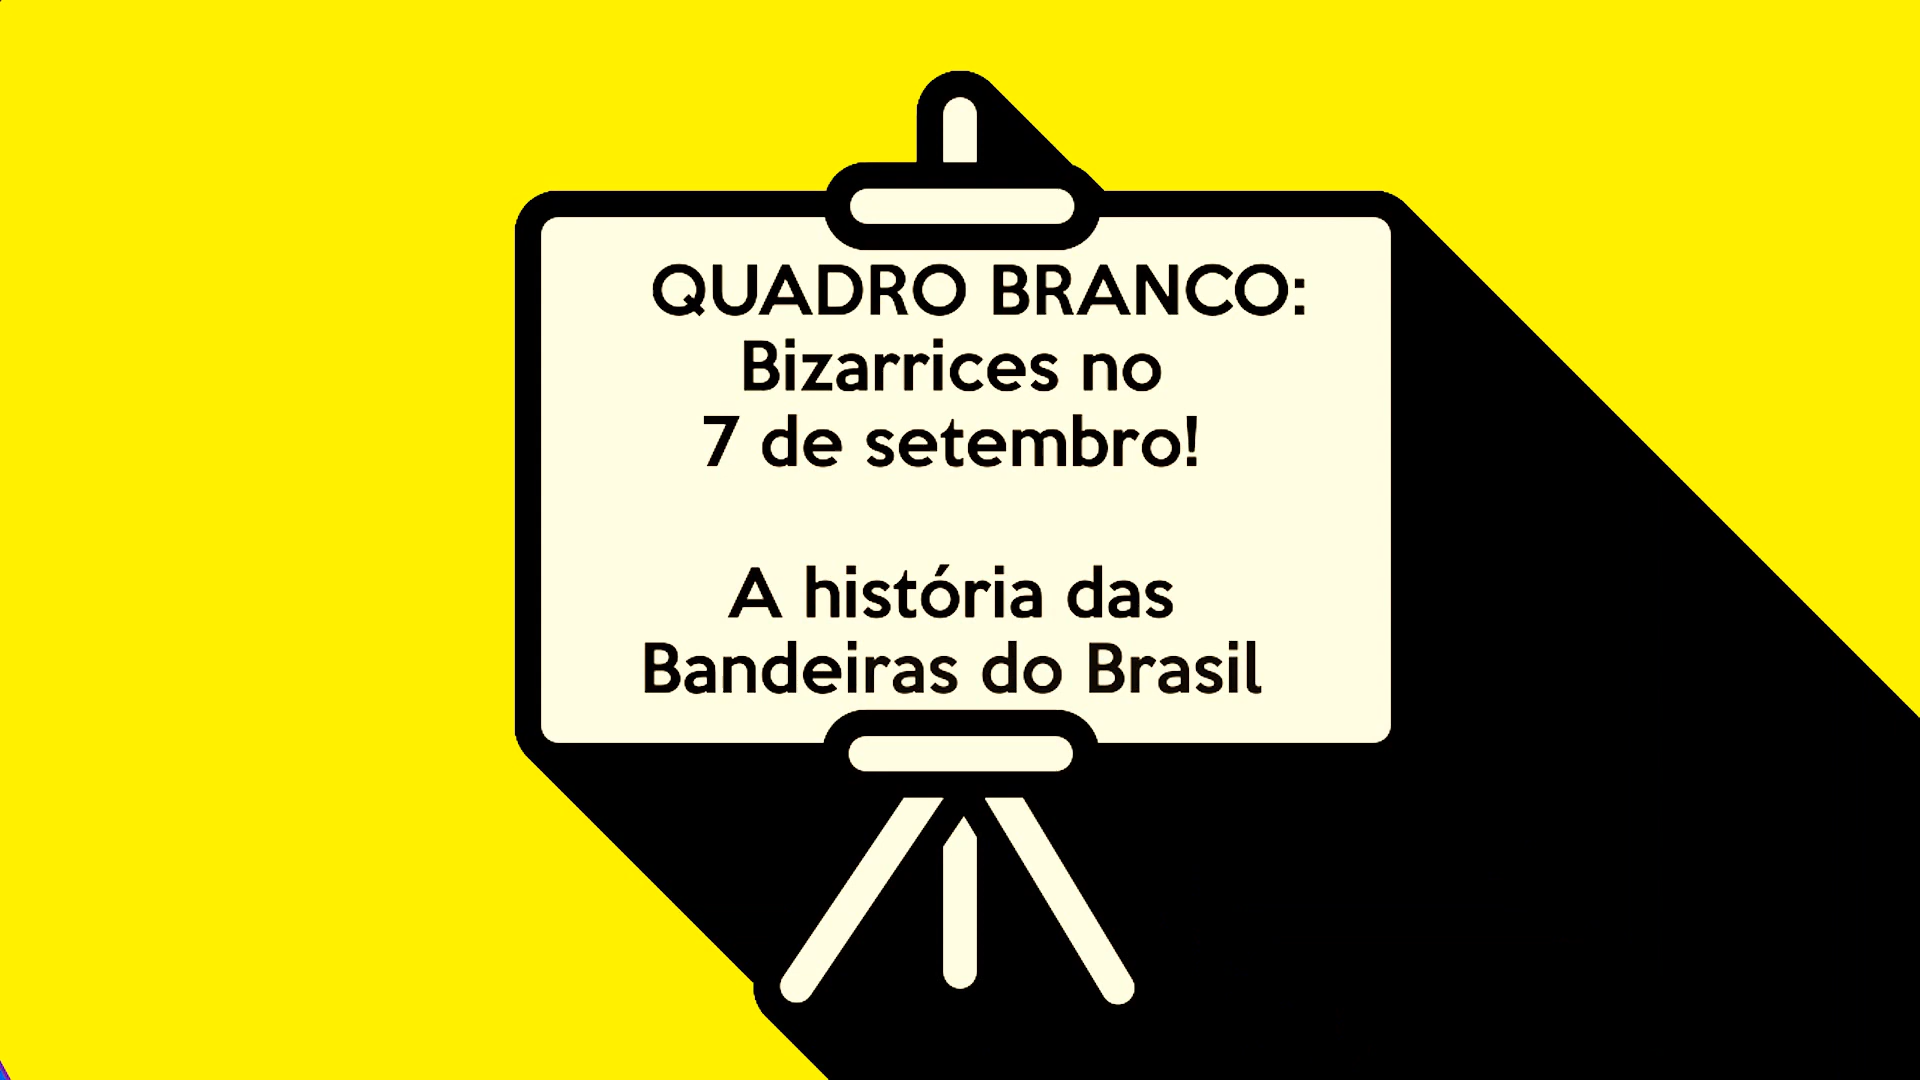 QUADRO BRANCO:
Bizarrices no
7 de setembro!
A história das
Bandeiras do Brasil